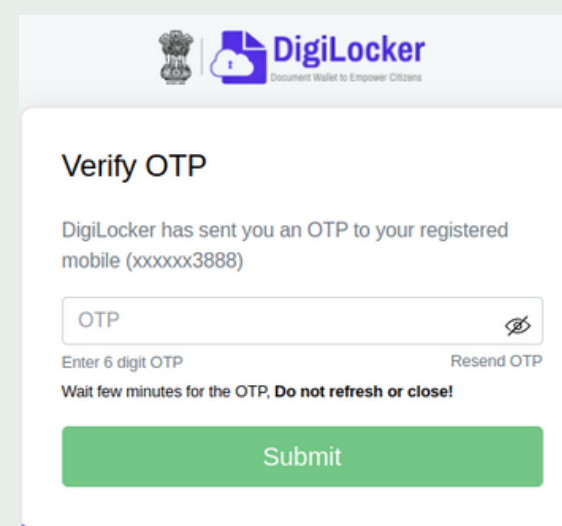 DigiLocker
Document Wallet to Empower Citizens
Verify OTP
DigiLocker has sent you an OTP to your registered
mobile (xxxxxx3888)
OTP
Enter 6 digit OTP Resend OTP
Wait few minutes for the OTP, Do not refresh or close!
Submit